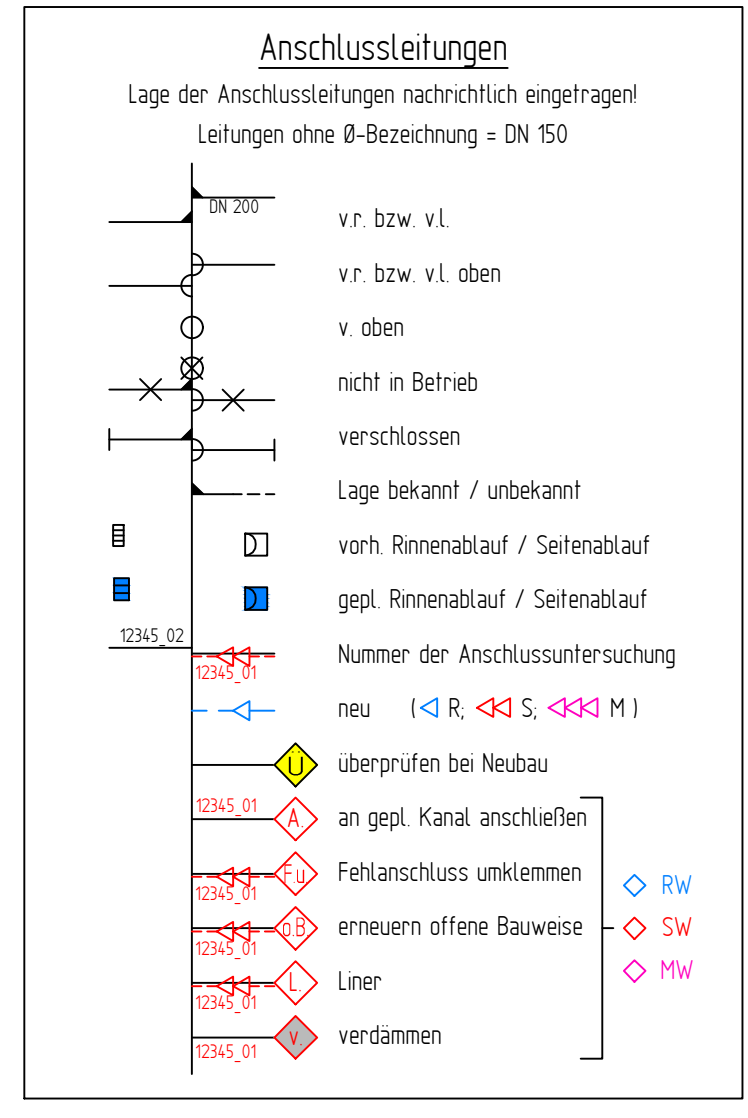 Anschlussleitungen
Lage der Anschlussleitungen nachrichtlich eingetragen!
Leitungen ohne Ø-Bezeichnung = DN 150
DN 200
v.r. bzw. v.l.
v.r. bzw. v.l. oben
v. oben
nicht in Betrieb
verschlossen
Lage bekannt / unbekannt
vorh. Rinnenablauf / Seitenablauf
gepl. Rinnenablauf / Seitenablauf
12345_02
12345_01
Nummer der Anschlussuntersuchung
neu ( R; S; M )
Ü überprüfen bei Neubau
12345_01
A. an gepl. Kanal anschließen
F.u. Fehlanschluss umklemmen
12345_01
RW
o.B. erneuern offene Bauweise
12345_01
SW
L. Liner
12345_01
MW
v. verdämmen
12345_01